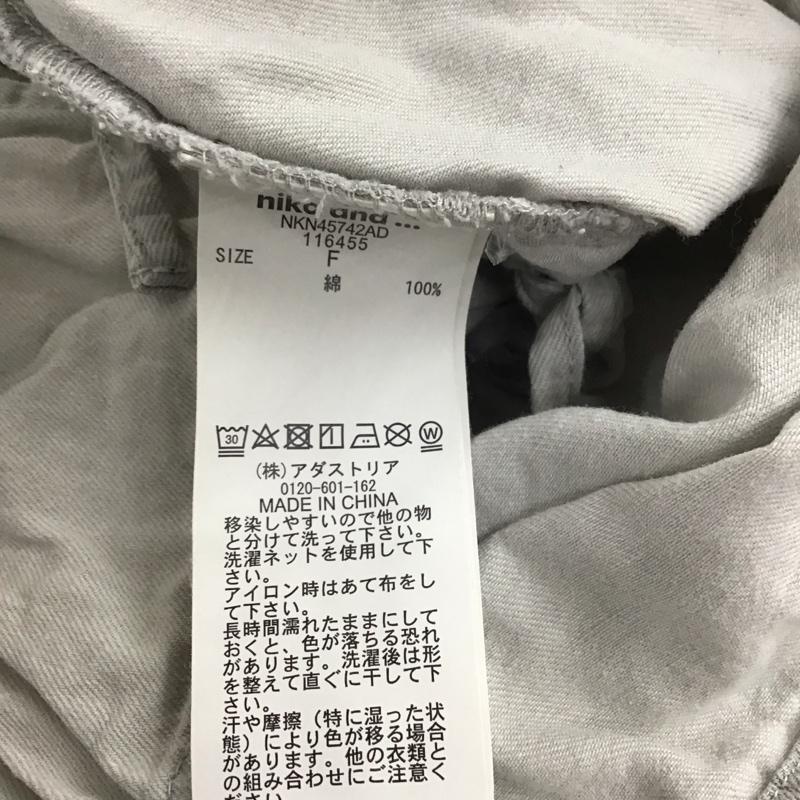 niko and ...
NKN45742AD
116455
SIZE F
綿 100%
30
W
(株)アダストリア
0120-601-162
MADE IN CHINA
移染しやすいので他の物
と分けて洗って下さい。
洗濯ネットを使用して下
さい。
アイロン時はあて布をし
て下さい。
長時間濡れたままにして
おくと、色が落ちる恐れ
があります。洗濯後は形
を整えて直ぐに干して下
さい。
汗や摩擦（特に湿った状
態）により色が移る場合
があります。他の衣類と
の組み合わせにご注意く
ださい